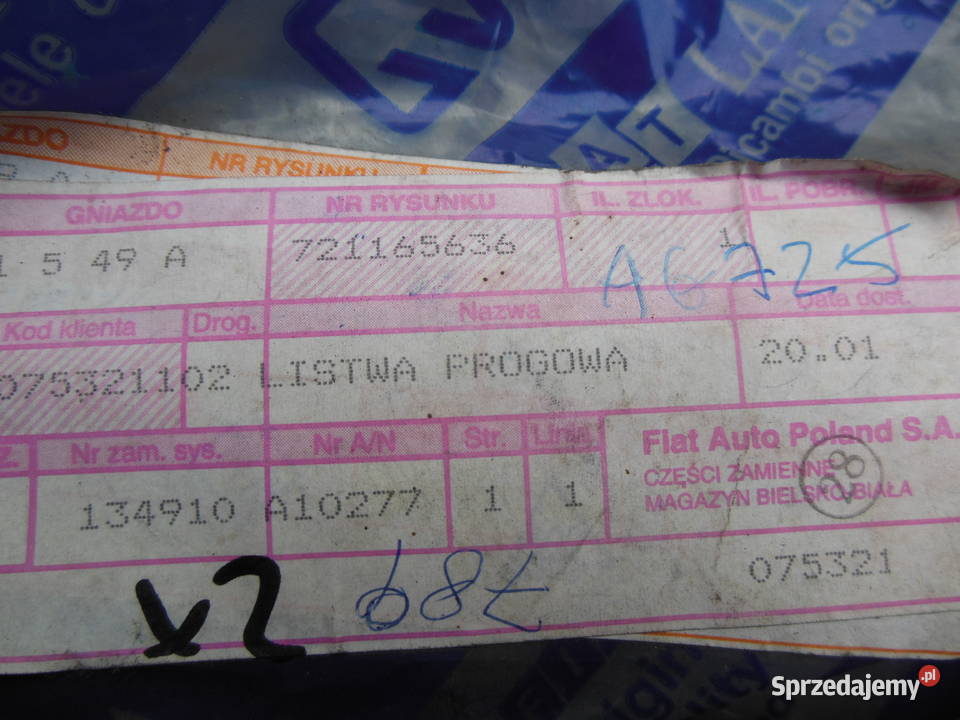 NR RYSUNKU
GNIAZDO NR RYSUNKU IL. ZLOK. IL. POBR.
1 5 49 A 721165636 1
A6725
Kod klienta Drog. Nazwa Data dost.
075321102 LISTWA PROGOWA 20.01
Nr zam. sys. Nr A/N Str. Linia Fiat Auto Poland S.A.
CZĘŚCI ZAMIENNE
134910 A10277 1 1 MAGAZYN BIELSKO-BIAŁA
075321
x2 789
Sprzedajemy.pl